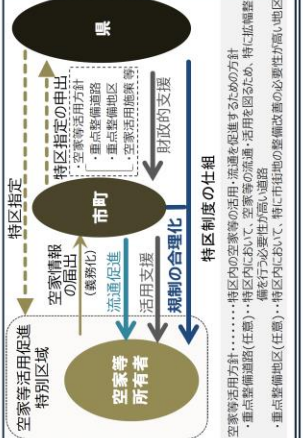 特区指定
特区指定の申出
県
・空家等活用方針
・重点整備道路
・重点整備地区
・空家活用施策 等
財政的支援
市町
空家情報
の届出
(義務化)
流通促進
活用支援
規制の合理化
空家等活用促進
特別区域
空家等
所有者
特区制度の仕組
空家等活用方針‥‥‥‥特区内の空家等の活用・流通を促進するための方針
・重点整備道路(任意)‥特区内において、空家等の流通・活用を図るため、特に拡幅整
備を行う必要性が高い道路
・重点整備地区(任意)‥特区内において、特に市街地の整備改善の必要性が高い地区